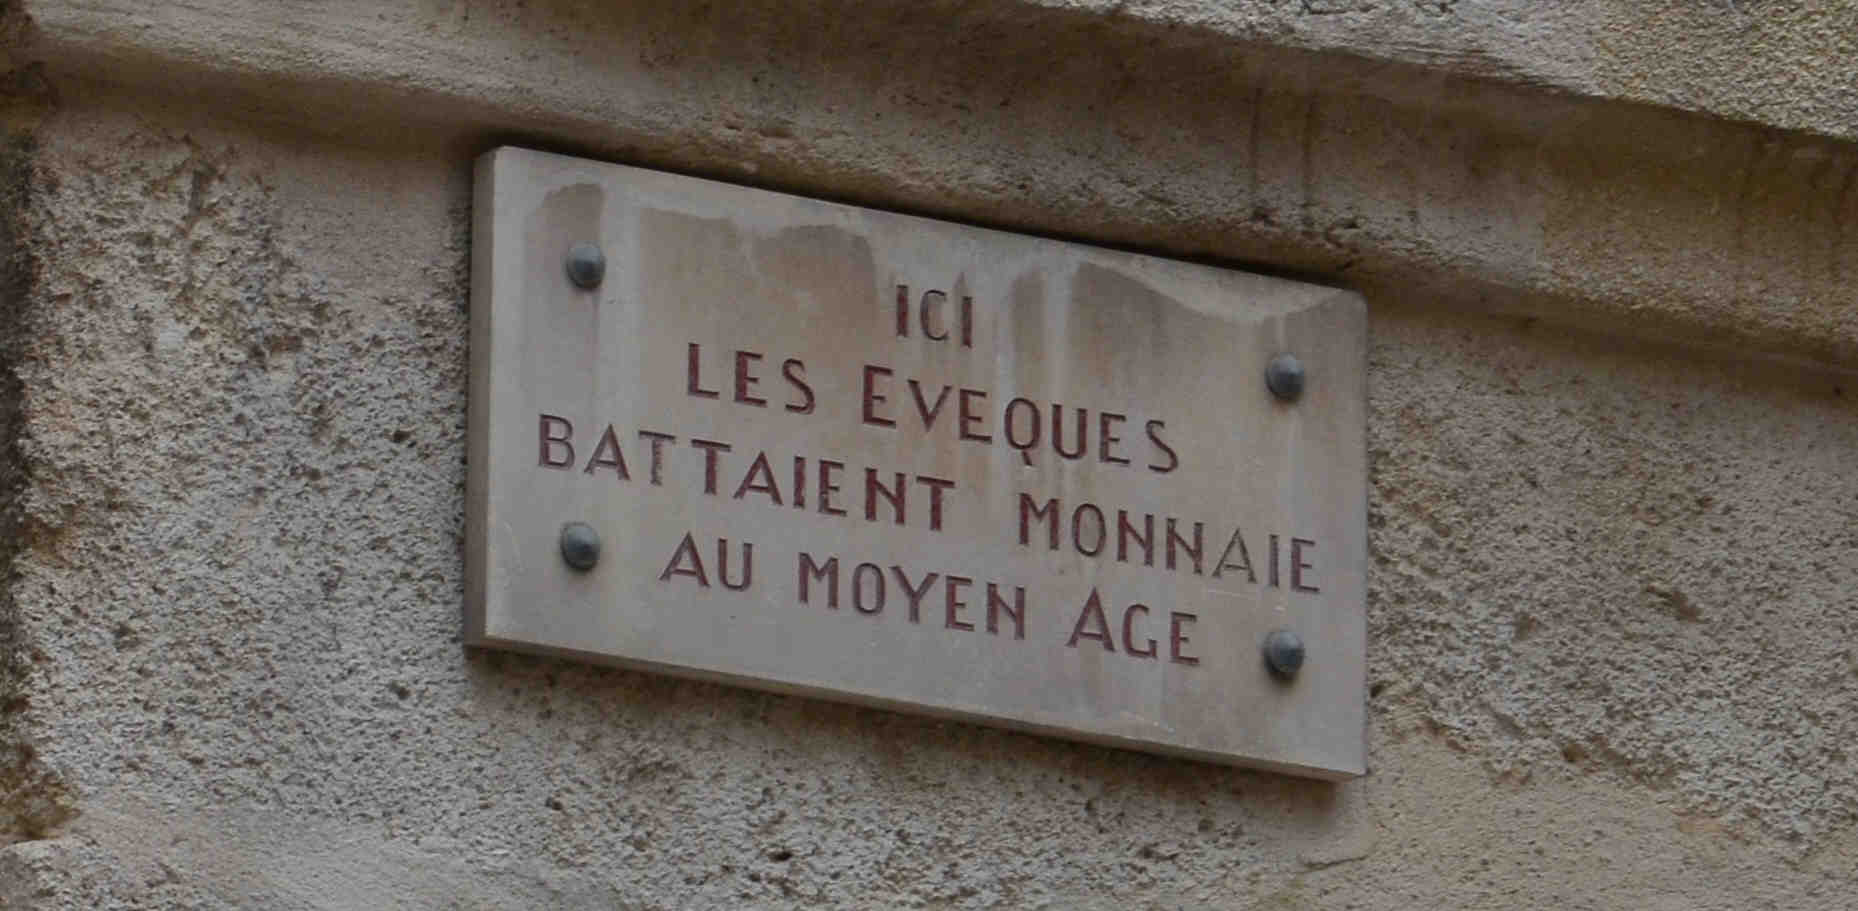 ICI
LES EVEQUES
BATTAIENT MONNAIE
AU MOYEN AGE